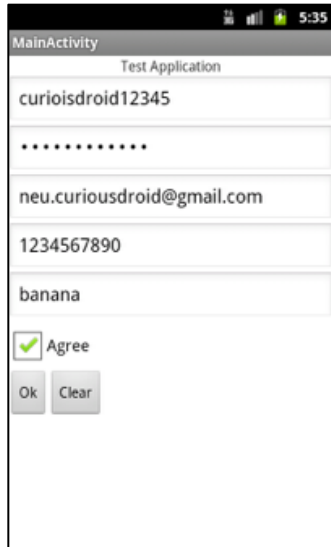 5:35
MainActivity
Test Application
curioisdroid12345
••••••••••••
neu.curiousdroid@gmail.com
1234567890
banana
Agree
Ok Clear